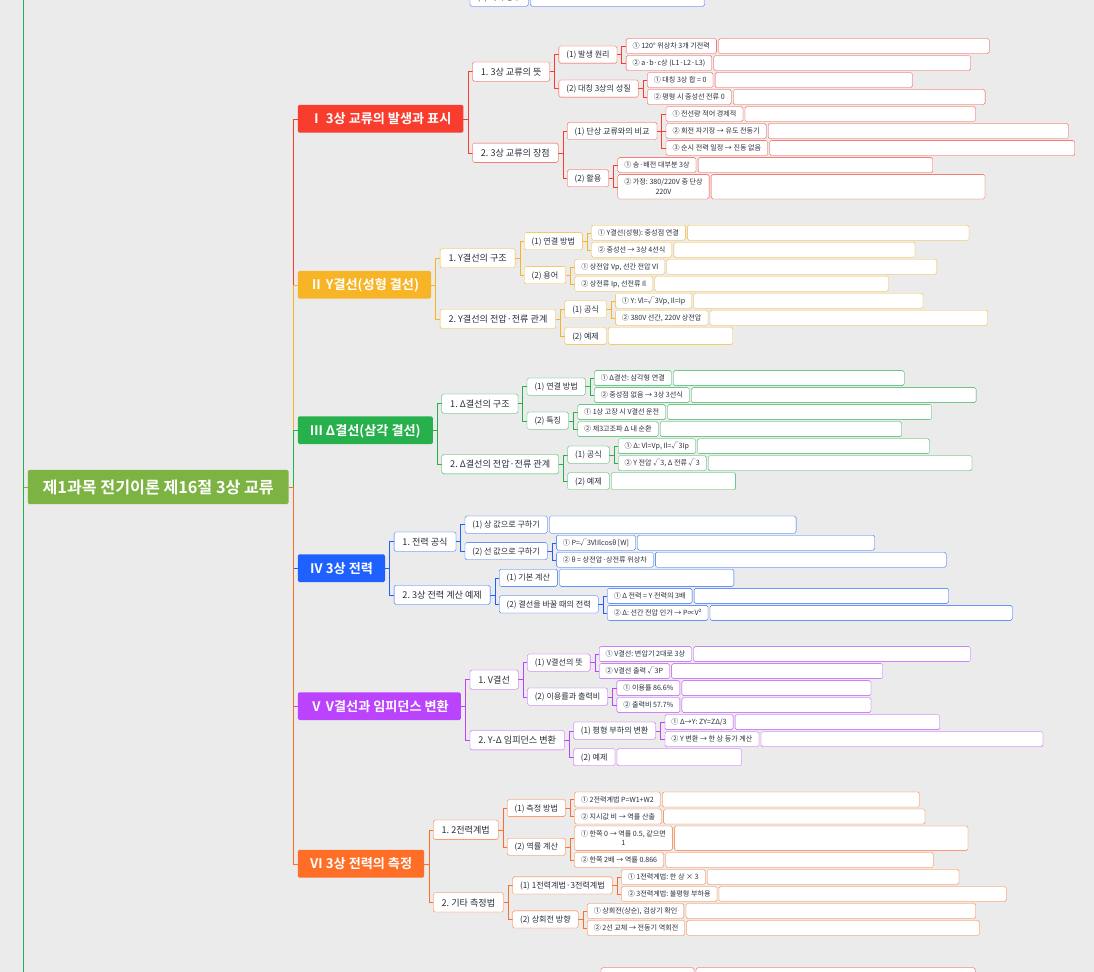 제1과목 전기이론 제16절 3상 교류
Ⅰ 3상 교류의 발생과 표시
1. 3상 교류의 뜻
(1) 발생 원리
① 120° 위상차 3개 기전력
② a·b·c상 (L1·L2·L3)
(2) 대칭 3상의 성질
① 대칭 3상 합 = 0
② 평형 시 중성선 전류 0
2. 3상 교류의 장점
(1) 단상 교류와의 비교
① 전선량 적어 경제적
② 회전 자기장 → 유도 전동기
③ 순시 전력 일정 → 진동 없음
(2) 활용
① 송·배전 대부분 3상
② 가정: 380/220V 중 단상
220V
II Y결선(성형 결선)
1. Y결선의 구조
(1) 연결 방법
① Y결선(성형): 중성점 연결
② 중성선 → 3상 4선식
(2) 용어
① 상전압 Vp, 선간 전압 Vl
② 상전류 Ip, 선전류 Il
2. Y결선의 전압·전류 관계
(1) 공식
① Y: Vl=√3Vp, Il=Ip
② 380V 선간, 220V 상전압
(2) 예제
III Δ결선(삼각 결선)
1. Δ결선의 구조
(1) 연결 방법
① Δ결선: 삼각형 연결
② 중성점 없음 → 3상 3선식
(2) 특징
① 1상 고장 시 V결선 운전
② 제3고조파 Δ 내 순환
2. Δ결선의 전압·전류 관계
(1) 공식
① Δ: Vl=Vp, Il=√3Ip
② Y 전압 √3, Δ 전류 √3
(2) 예제
IV 3상 전력
1. 전력 공식
(1) 상 값으로 구하기
(2) 선 값으로 구하기
① P=√3VlIlcosθ [W]
② θ = 상전압·상전류 위상차
2. 3상 전력 계산 예제
(1) 기본 계산
(2) 결선을 바꿀 때의 전력
① Δ 전력 = Y 전력의 3배
② Δ: 선간 전압 인가 → P∝V²
V V결선과 임피던스 변환
1. V결선
(1) V결선의 뜻
① V결선: 변압기 2대로 3상
② V결선 출력 √3P
(2) 이용률과 출력비
① 이용률 86.6%
② 출력비 57.7%
2. Y-Δ 임피던스 변환
(1) 평형 부하의 변환
① Δ→Y: ZY=ZΔ/3
② Y 변환 → 한 상 등가 계산
(2) 예제
VI 3상 전력의 측정
1. 2전력계법
(1) 측정 방법
① 2전력계법 P=W1+W2
② 지시값 비 → 역률 산출
(2) 역률 계산
① 한쪽 0 → 역률 0.5, 같으면
1
② 한쪽 2배 → 역률 0.866
2. 기타 측정법
(1) 1전력계법·3전력계법
① 1전력계법: 한 상 × 3
② 3전력계법: 불평형 부하용
(2) 상회전 방향
① 상회전(상순), 검상기 확인
② 2선 교체 → 전동기 역회전